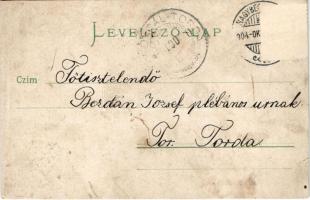 LEVELEZŐ-LAP
Czim
Főtisztelendő
Berdán József plébános urnak
Tor. Torda